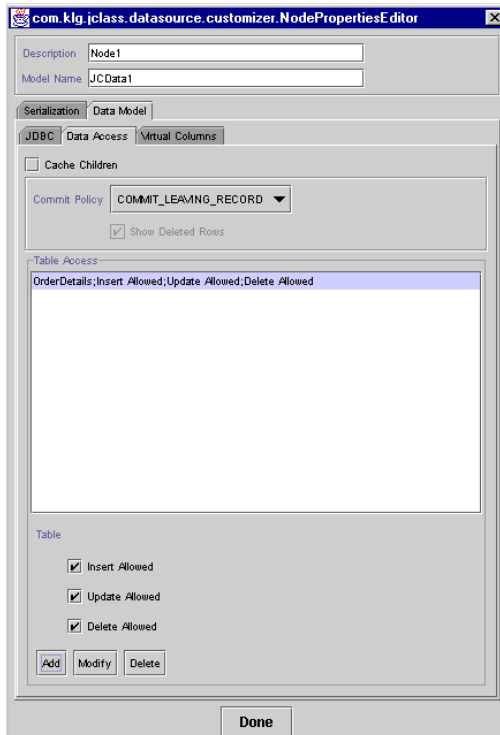 com.klg.jclass.datasource.customizer.NodePropertiesEditor
Description Node1
Model Name JCData1
Serialization Data Model
JDBC Data Access Virtual Columns
Cache Children
Commit Policy COMMIT_LEAVING_RECORD
Show Deleted Rows
Table Access
OrderDetails;Insert Allowed;Update Allowed;Delete Allowed
Table
Insert Allowed
Update Allowed
Delete Allowed
Add Modify Delete
Done